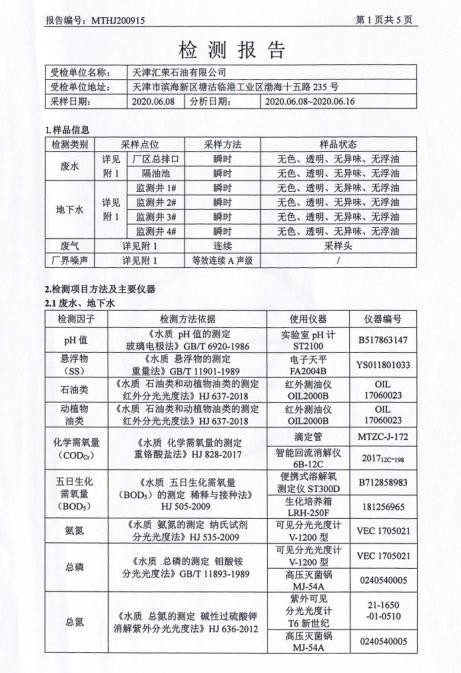 报告编号: MTHJ200915 第 1 页共 5 页
检 测 报 告
受检单位名称: 天津汇荣石油有限公司
受检单位地址: 天津市滨海新区塘沽临港工业区渤海十五路 235 号
采样日期: 2020.06.08 分析日期: 2020.06.08~2020.06.16
1.样品信息
检测类别 采样点位 采样方法 样品状态
废水 详见附 1 厂区总排口 瞬时 无色、透明、无异味、无浮油
隔油池 瞬时 无色、透明、无异味、无浮油
地下水 详见附 1 监测井 1# 瞬时 无色、透明、无异味、无浮油
监测井 2# 瞬时 无色、透明、无异味、无浮油
监测井 3# 瞬时 无色、透明、无异味、无浮油
监测井 4# 瞬时 无色、透明、无异味、无浮油
废气 详见附 1 连续 采样头
厂界噪声 详见附 1 等效连续 A 声级 /
2.检测项目方法及主要仪器
2.1 废水、地下水
检测因子 检测方法依据 使用仪器 仪器编号
pH 值 《水质 pH 值的测定
玻璃电极法》GB/T 6920-1986 实验室 pH 计
ST2100 B517863147
悬浮物
(SS) 《水质 悬浮物的测定
重量法》GB/T 11901-1989 电子天平
FA2004B YS011801033
石油类 《水质 石油类和动植物油类的测定
红外分光光度法》HJ 637-2018 红外测油仪
OIL2000B OIL
17060023
动植物
油类 《水质 石油类和动植物油类的测定
红外分光光度法》HJ 637-2018 红外测油仪
OIL2000B OIL
17060023
化学需氧量
(CODCr) 《水质 化学需氧量的测定
重铬酸盐法》HJ 828-2017 滴定管 MTZC-J-172
智能回流消解仪
6B-12C 201712C-198
五日生化
需氧量
(BOD5) 《水质 五日生化需氧量
(BOD5)的测定 稀释与接种法》
HJ 505-2009 便携式溶解氧
测定仪 ST300D B712858983
生化培养箱
LRH-250F 181256965
氨氮 《水质 氨氮的测定 纳氏试剂
分光光度法》HJ 535-2009 可见分光光度计
V-1200 型 VEC 1705021
总磷 《水质 总磷的测定 钼酸铵
分光光度法》GB/T 11893-1989 可见分光光度计
V-1200 型 VEC 1705021
高压灭菌锅
MJ-54A 0240540005
总氮 《水质 总氮的测定 碱性过硫酸钾
消解紫外分光光度法》HJ 636-2012 紫外可见
分光光度计
T6 新世纪 21-1650
-01-0510
高压灭菌锅
MJ-54A 0240540005